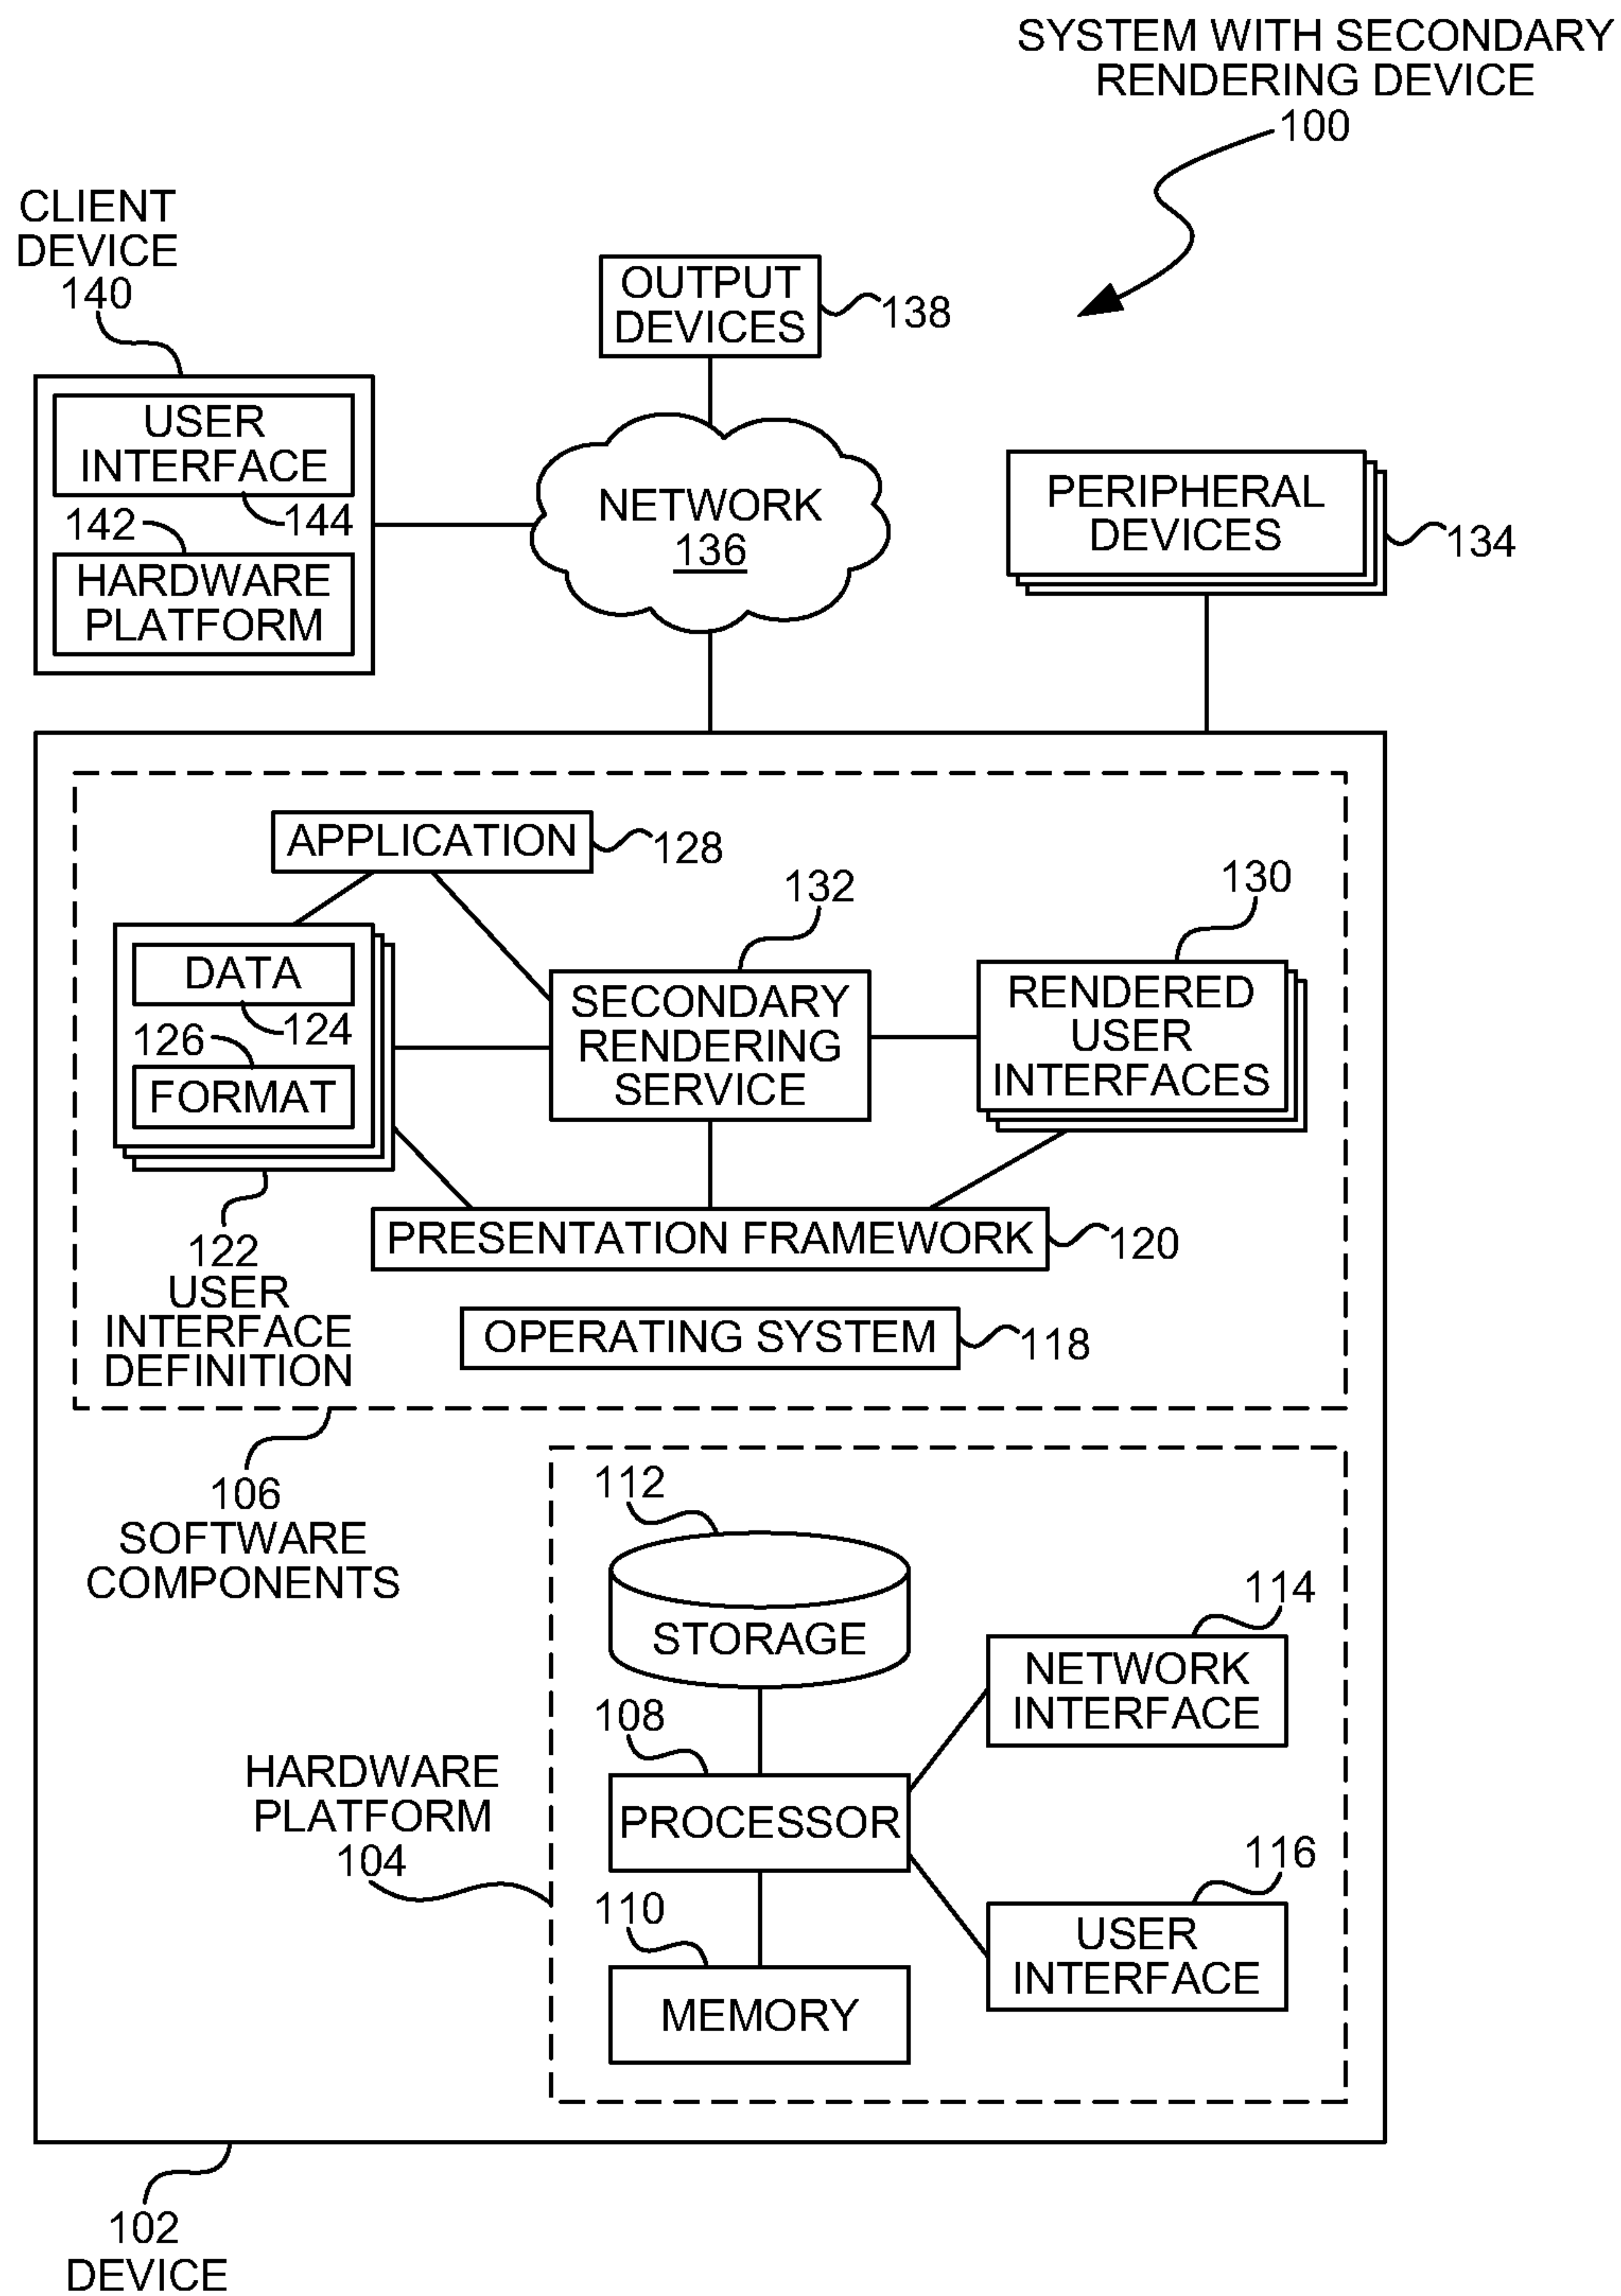 SYSTEM WITH SECONDARY
RENDERING DEVICE
100
CLIENT
DEVICE
140
OUTPUT
DEVICES
138
USER
INTERFACE
144
142
HARDWARE
PLATFORM
NETWORK
136
PERIPHERAL
DEVICES
134
APPLICATION
128
132
130
DATA
124
126
FORMAT
SECONDARY
RENDERING
SERVICE
RENDERED
USER
INTERFACES
122
USER
INTERFACE
DEFINITION
PRESENTATION FRAMEWORK
120
OPERATING SYSTEM
118
106
SOFTWARE
COMPONENTS
112
STORAGE
114
NETWORK
INTERFACE
108
PROCESSOR
HARDWARE
PLATFORM
104
116
USER
INTERFACE
110
MEMORY
102
DEVICE